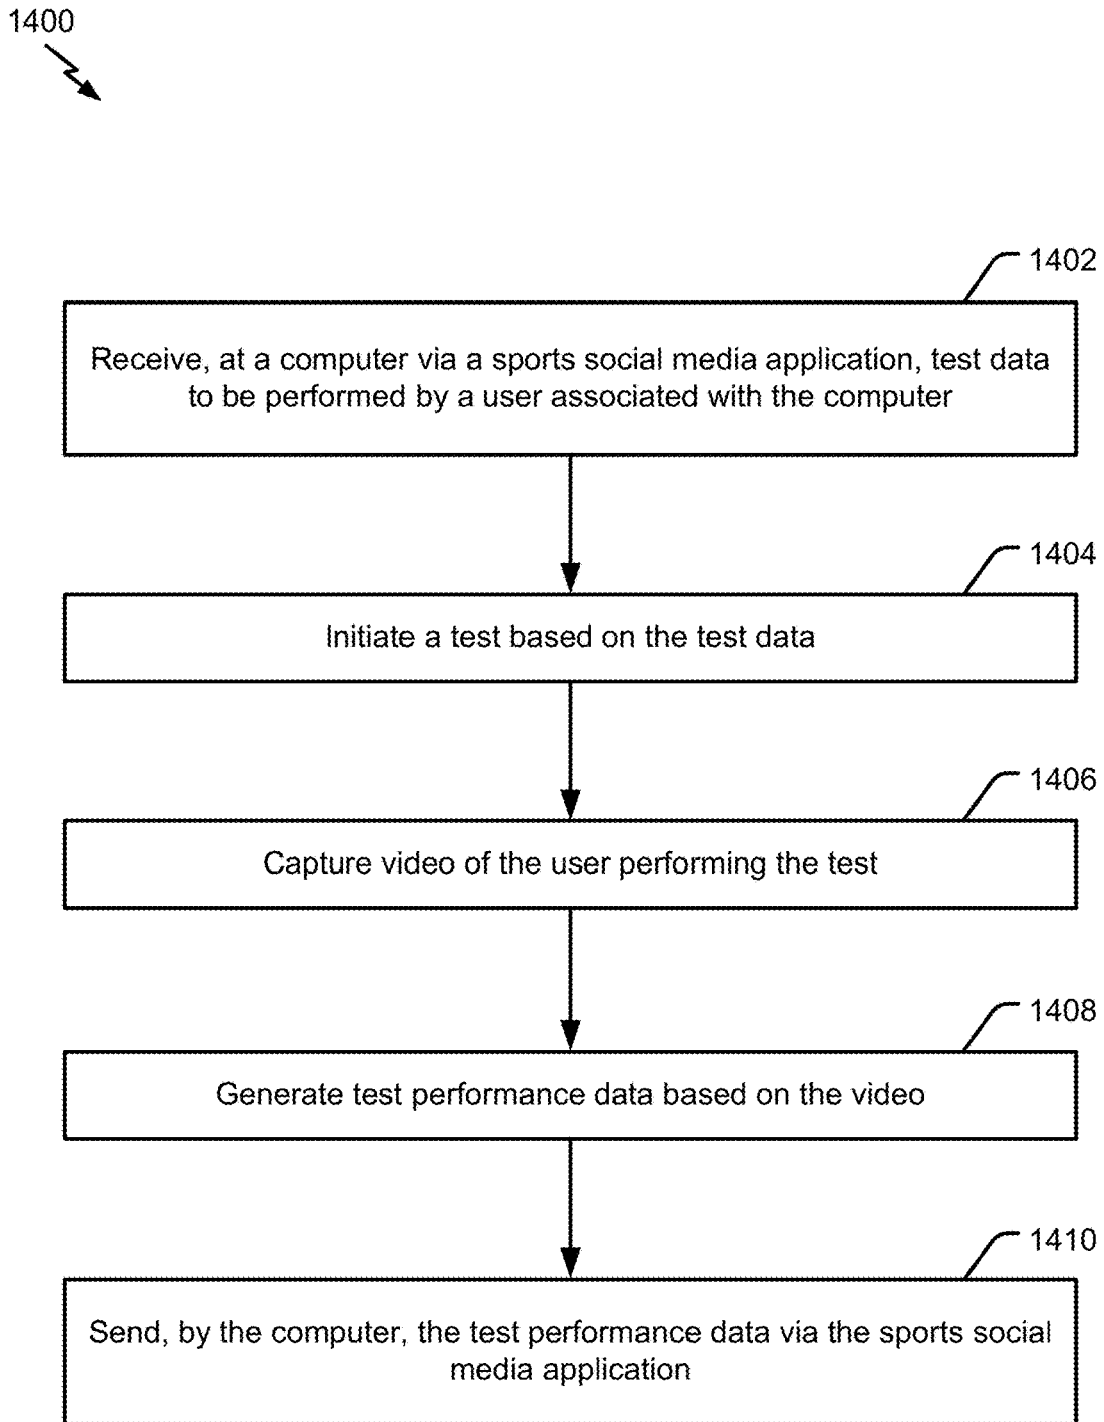 1400
1402
Receive, at a computer via a sports social media application, test data
to be performed by a user associated with the computer
1404
Initiate a test based on the test data
1406
Capture video of the user performing the test
1408
Generate test performance data based on the video
1410
Send, by the computer, the test performance data via the sports social
media application